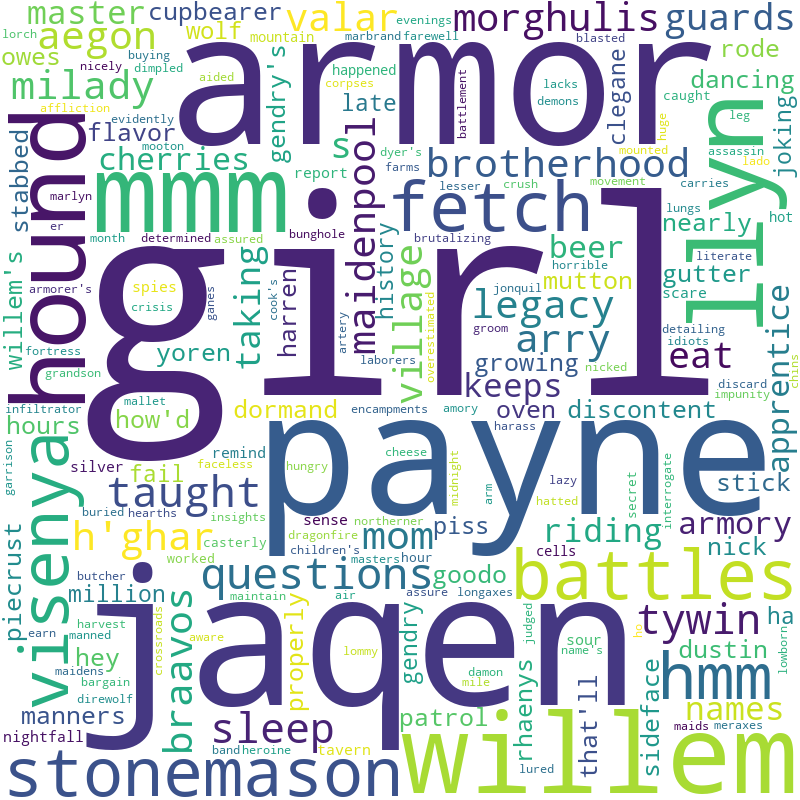 master
cupbearer
valar
evenings
marbrand
farewell
morghulis
guards
lorch
buying
dimpled
wolf
mountain
blasted
aegon
nicely
owes
rode
armor
happened
aided
corpses
lacks
demons
dancing
milady
affliction
late
battlement
clegane
huge
caught
leg
evidently
flavor
gendry's
mounted
assassin
hound
stabbed
mooton
cherries
s
maidenpool
dyer's
farms
brotherhood
lado
joking
marlyn
mmm
report
fetch
lesser
crush
movement
carries
illyn
er
month
determined
assured
bunghole
brutalizing
lungs
nearly
hot
girl
willem's
armorer's
spies
taking
harren
history
village
beer
horrible
literate
gutter
scare
crisis
ganes
cook's
jonquil
mutton
legacy
fortress
yoren
artery
groom
arry
detailing
idiots
grandson
laborers
overestimated
growing
eat
apprentice
mallet
nicked
keeps
discard
impunity
chins
infiltrator
how'd
dormand
encampments
amory
oven
discontent
hours
harass
payne
garrison
visenya
silver
fail
remind
faceless
hungry
cheese
midnight
lazy
secret
interrogate
stick
buried
hearths
taught
insights
sense
northerner
arm
hatted
h'ghar
casterly
dragonfire
mom
piss
riding
armory
piecrust
worked
children's
masters
hour
cells
nick
butcher
million
questions
goodo
battles
maintain
air
assure
longaxes
jaqen
earn
harvest
manned
braavos
crossroads
properly
gendry
judged
tywin
ha
lowborn
hey
aware
lommy
sour
name's
ho
hmm
dustin
maidens
bargain
direwolf
damon
mile
rhaenys
that'll
sideface
names
manners
sleep
patrol
maids
meraxes
nightfall
band
heroine
tavern
lured
stonemason
willem